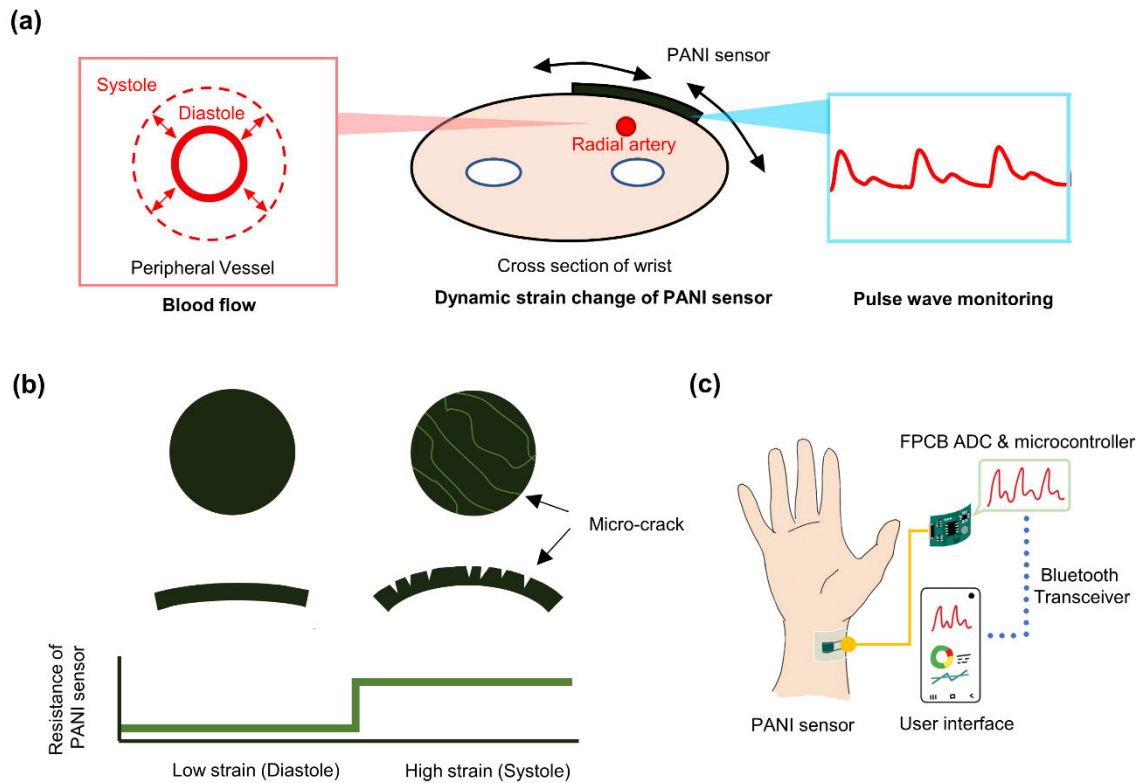 (a)
Systole
Diastole
Peripheral Vessel
Blood flow
PANI sensor
Radial artery
Cross section of wrist
Dynamic strain change of PANI sensor
Pulse wave monitoring
(b)
Micro-crack
Resistance of
PANI sensor
Low strain (Diastole)
High strain (Systole)
(c)
FPCB ADC & microcontroller
Bluetooth
Transceiver
PANI sensor
User interface